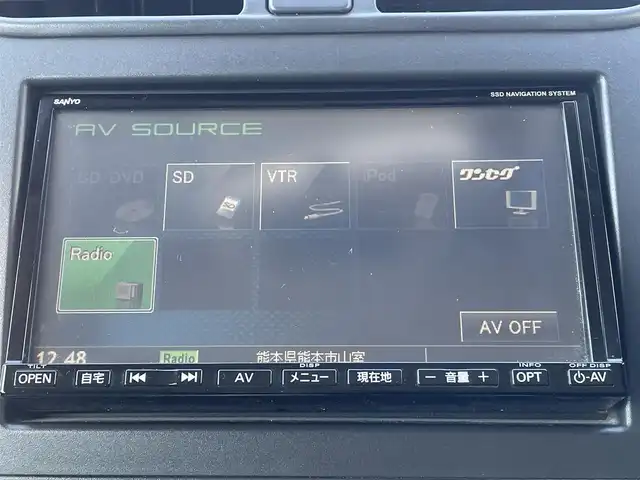 SANYO
SSD NAVIGATION SYSTEM
AV SOURCE
CD/DVD SD VTR iPod ワンセグ
Radio
AV OFF
12:48 Radio 熊本県熊本市山室
TILT DISP INFO OFF DISP
OPEN 自宅 AV メニュー 現在地 − 音量 + OPT ⏻-AV